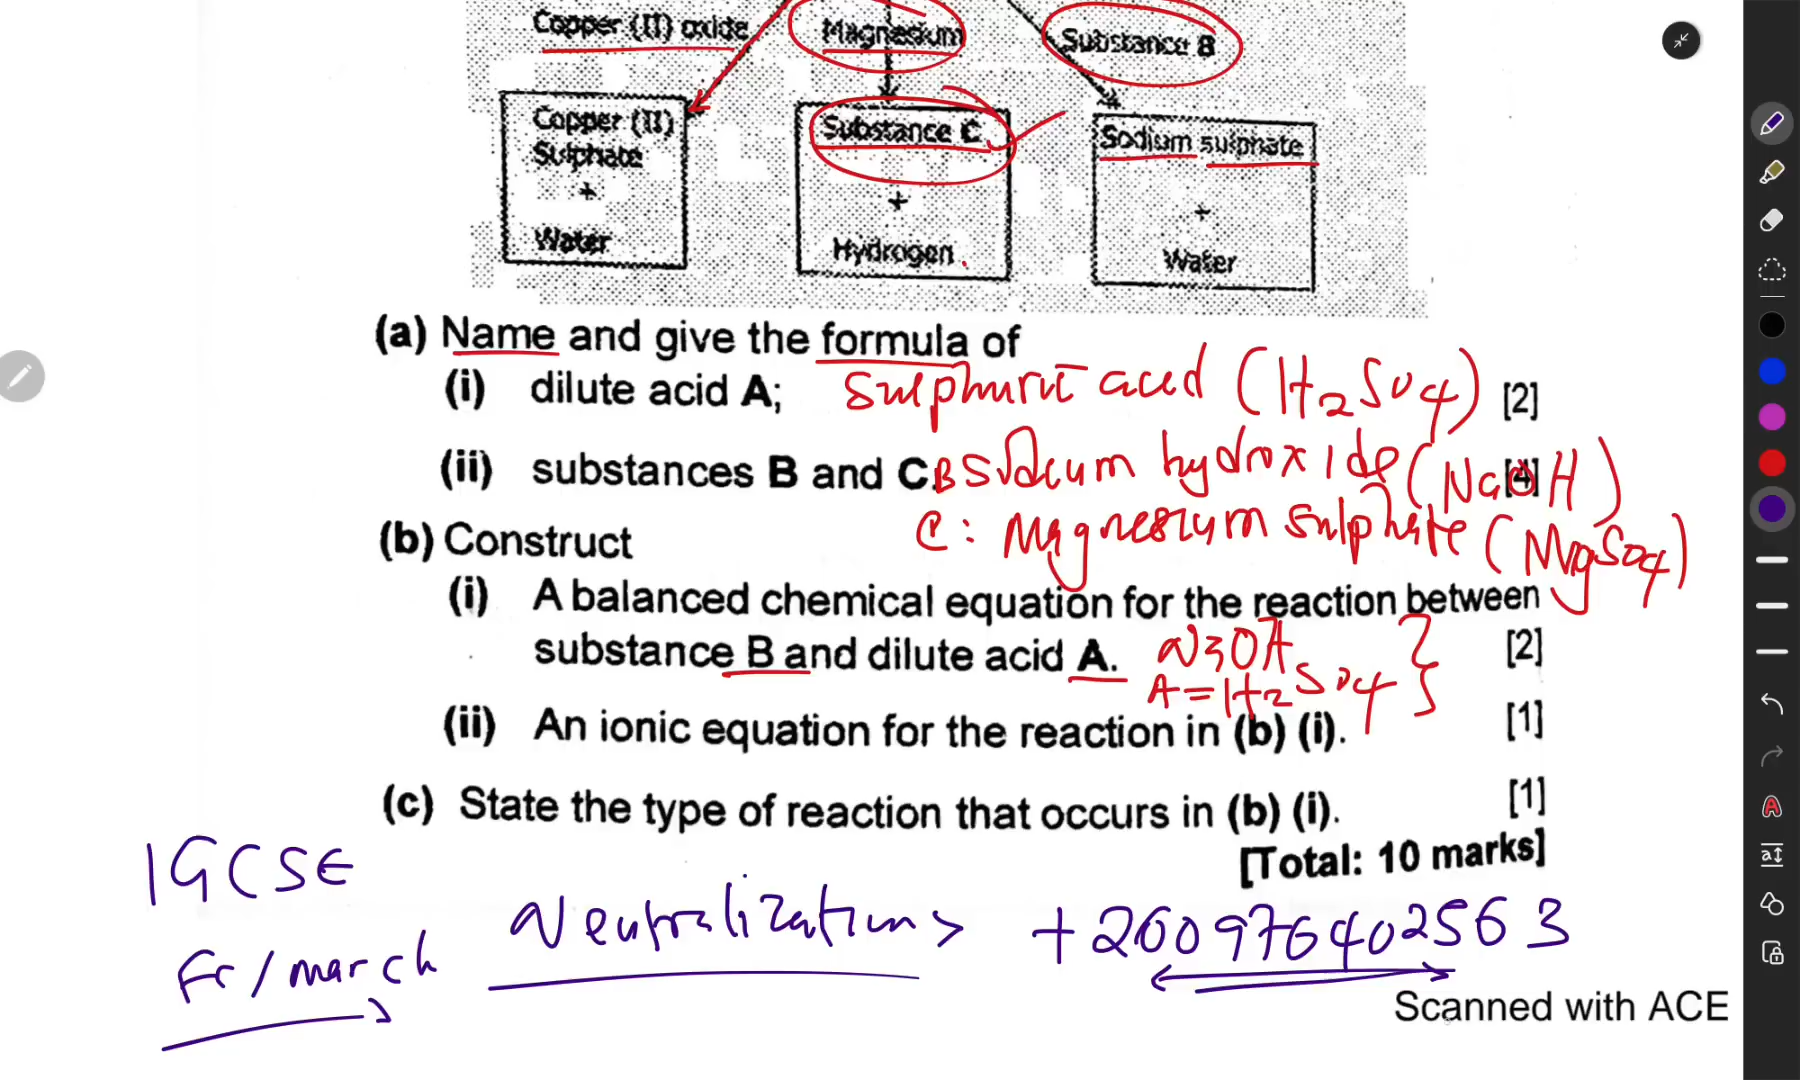 Copper (II) oxide
Magnesium
Substance B
Copper (II)
Sulphate
+
Water
Substance C
+
Hydrogen
Sodium sulphate
+
Water
(a) Name and give the formula of
(i) dilute acid A; Sulphuric acid (H2SO4) [2]
(ii) substances B and C. B Sodium hydroxide (NaOH) [4]
C: Magnesium Sulphate (MgSO4)
(b) Construct
(i) A balanced chemical equation for the reaction between
substance B and dilute acid A. [2]
A = H2SO4
(ii) An ionic equation for the reaction in (b) (i). [1]
(c) State the type of reaction that occurs in (b) (i). [1]
[Total: 10 marks]
IGCSE
Neutralization
+260976402563
/march
Scanned with ACE